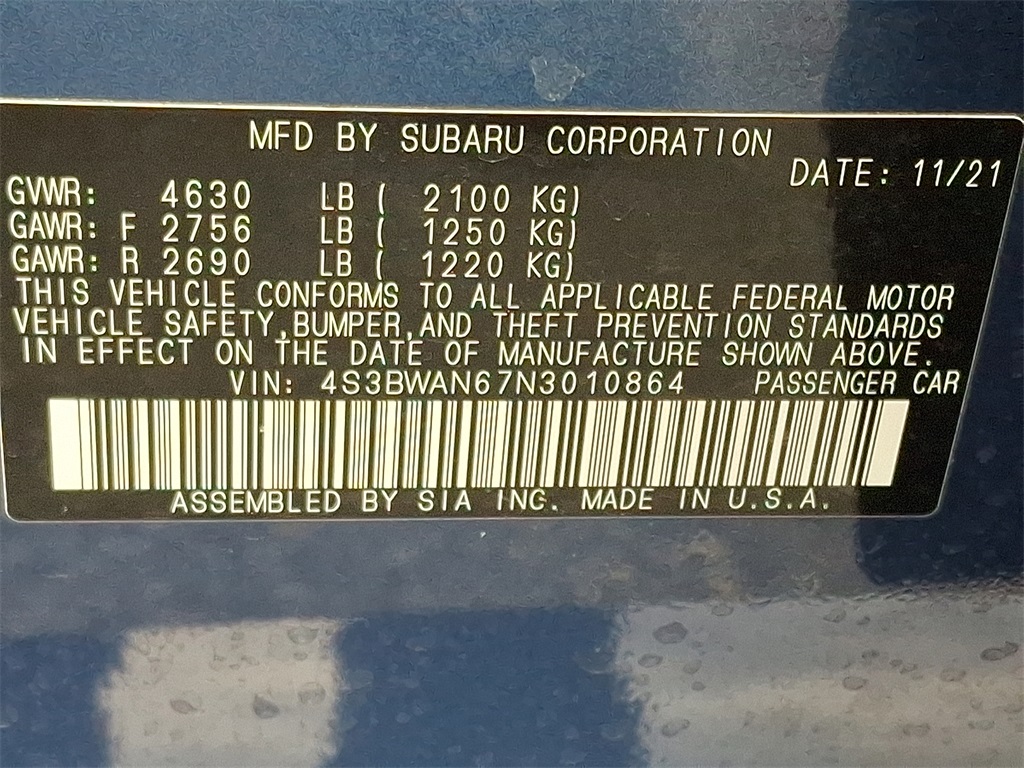 MFD BY SUBARU CORPORATION
DATE: 11/21
GVWR: 4630 LB ( 2100 KG)
GAWR: F 2756 LB ( 1250 KG)
GAWR: R 2690 LB ( 1220 KG)
THIS VEHICLE CONFORMS TO ALL APPLICABLE FEDERAL MOTOR
VEHICLE SAFETY,BUMPER,AND THEFT PREVENTION STANDARDS
IN EFFECT ON THE DATE OF MANUFACTURE SHOWN ABOVE.
VIN: 4S3BWAN67N3010864 PASSENGER CAR
ASSEMBLED BY SIA INC. MADE IN U.S.A.